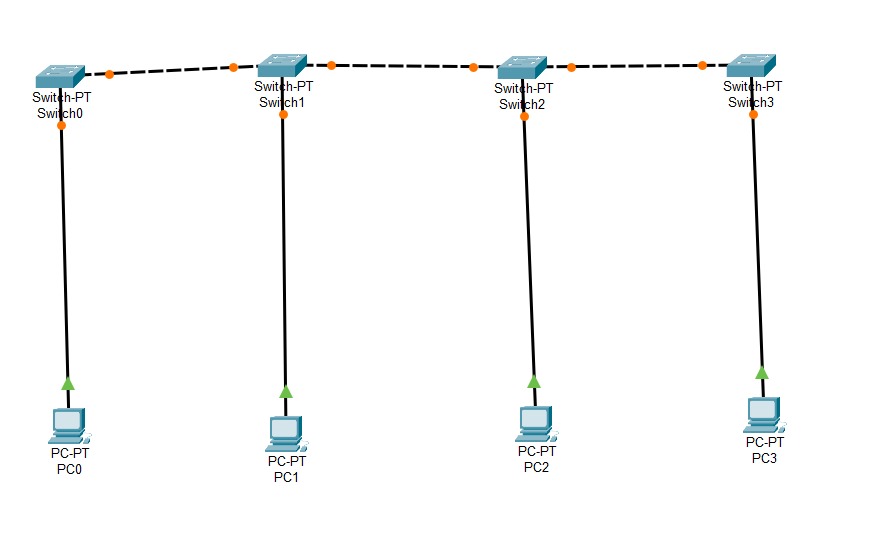 Switch-PT
Switch0
Switch-PT
Switch1
Switch-PT
Switch2
Switch-PT
Switch3
PC-PT
PC0
PC-PT
PC1
PC-PT
PC2
PC-PT
PC3